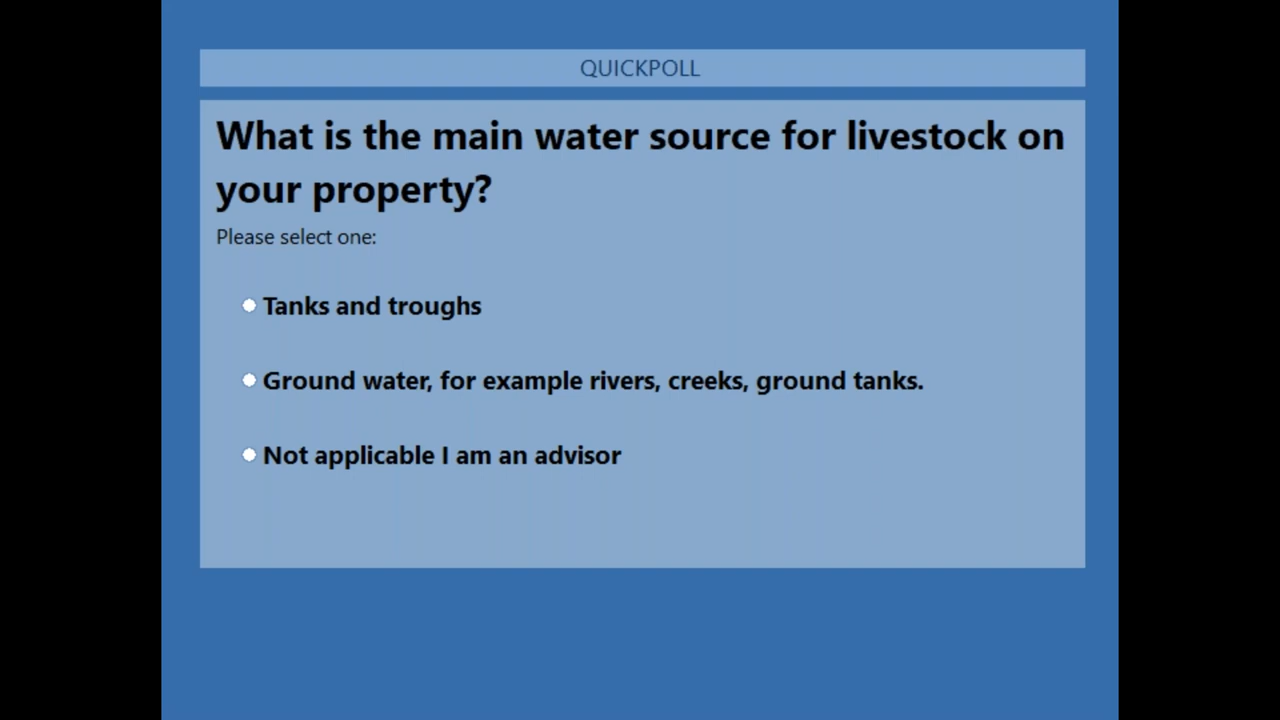 QUICKPOLL
What is the main water source for livestock on
your property?
Please select one:
Tanks and troughs
Ground water, for example rivers, creeks, ground tanks.
Not applicable I am an advisor